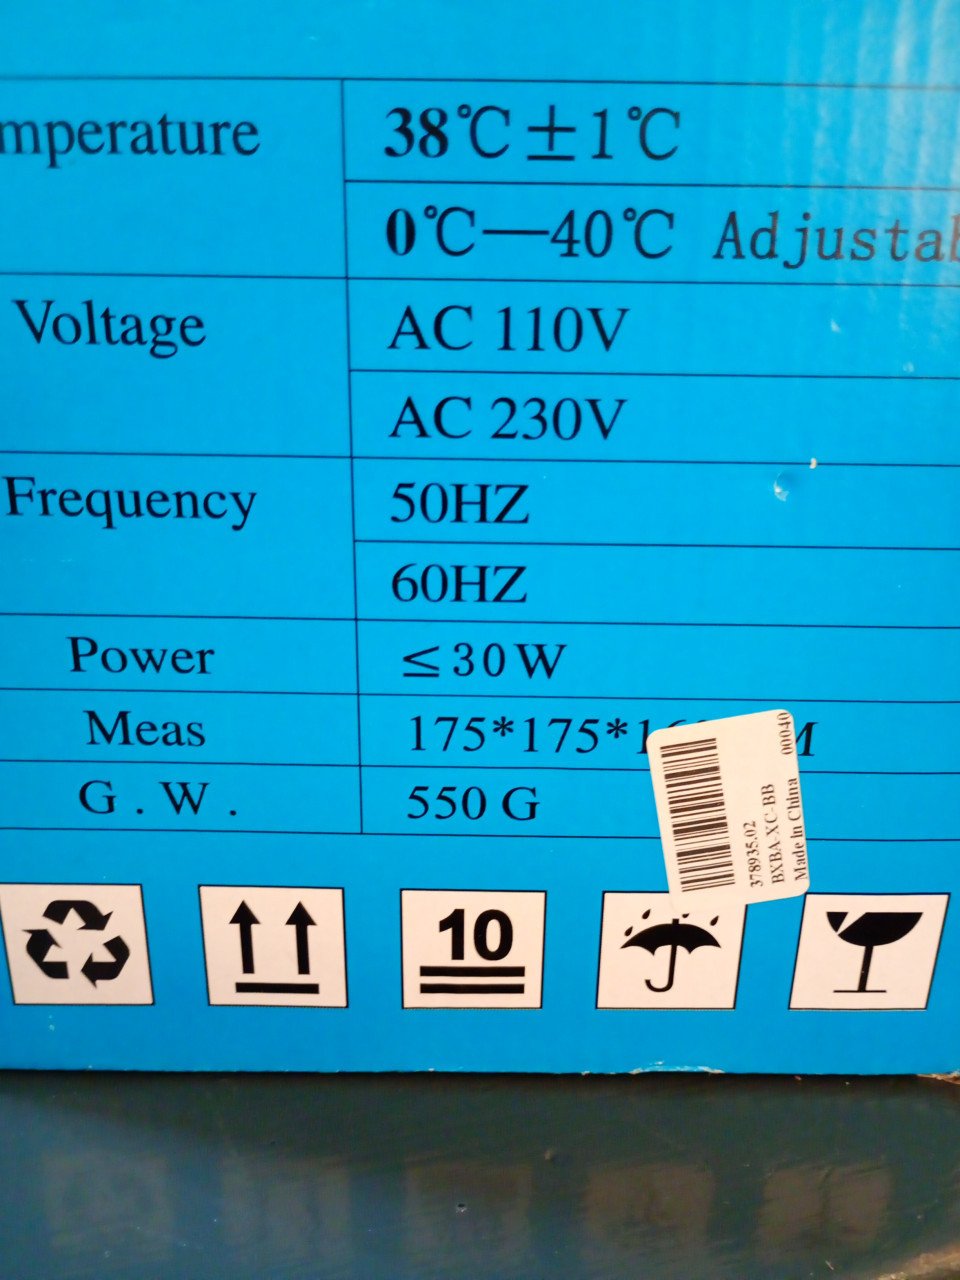 mperature 38℃±1℃
0℃—40℃ Adjustab
Voltage AC 110V
AC 230V
Frequency 50HZ
60HZ
Power ≤30W
Meas 175*175*1
G.W. 550 G
378935.02
BXBA-XC-BB
Made In China 00040
10